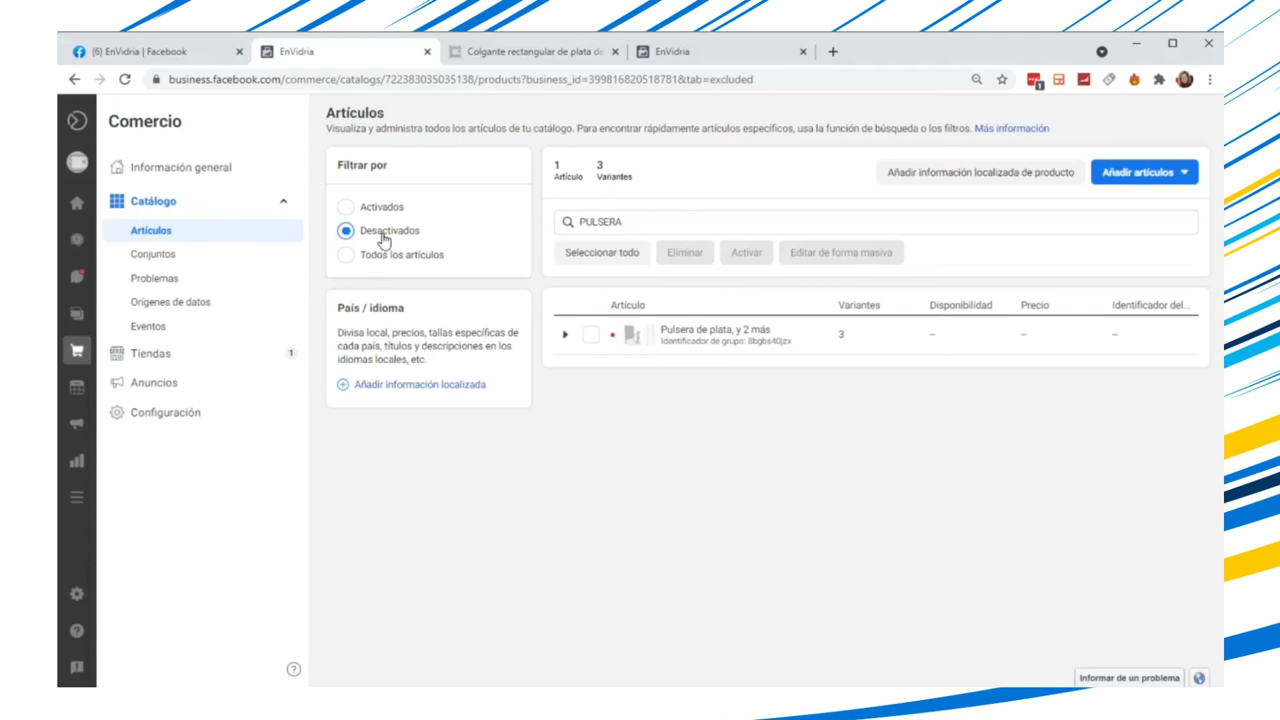 (6) EnVidria | Facebook
EnVidria
Colgante rectangular de plata de
EnVidria
business.facebook.com/commerce/catalogs/722383035035138/products?business_id=399816820518781&tab=excluded
1
Comercio
Información general
Catálogo
Artículos
Conjuntos
Problemas
Orígenes de datos
Eventos
Tiendas
1
Anuncios
Configuración
Artículos
Visualiza y administra todos los artículos de tu catálogo. Para encontrar rápidamente artículos específicos, usa la función de búsqueda o los filtros. Más información
Filtrar por
Activados
Desactivados
Todos los artículos
País / idioma
Divisa local, precios, tallas específicas de
cada país, títulos y descripciones en los
idiomas locales, etc.
Añadir información localizada
1 3
Artículo Variantes
Añadir información localizada de producto
Añadir artículos
PULSERA
Seleccionar todo Eliminar Activar Editar de forma masiva
Artículo Variantes Disponibilidad Precio Identificador del...
Pulsera de plata, y 2 más 3 – – –
Identificador de grupo: 8bgbs40jzx
Informar de un problema